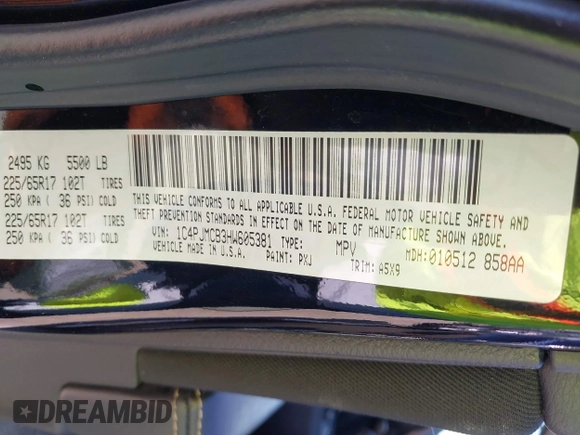 2495 KG 5500 LB
225/65R17 102T TIRES
250 KPA ( 36 PSI) COLD
225/65R17 102T TIRES
250 KPA ( 36 PSI) COLD
THIS VEHICLE CONFORMS TO ALL APPLICABLE U.S.A. FEDERAL MOTOR VEHICLE SAFETY AND
THEFT PREVENTION STANDARDS IN EFFECT ON THE DATE OF MANUFACTURE SHOWN ABOVE.
VIN: 1C4PJMCB3HW605381 TYPE: MPV MDH:010512 858AA
VEHICLE MADE IN U.S.A. PAINT: PXJ TRIM: A5X9
DREAMBID